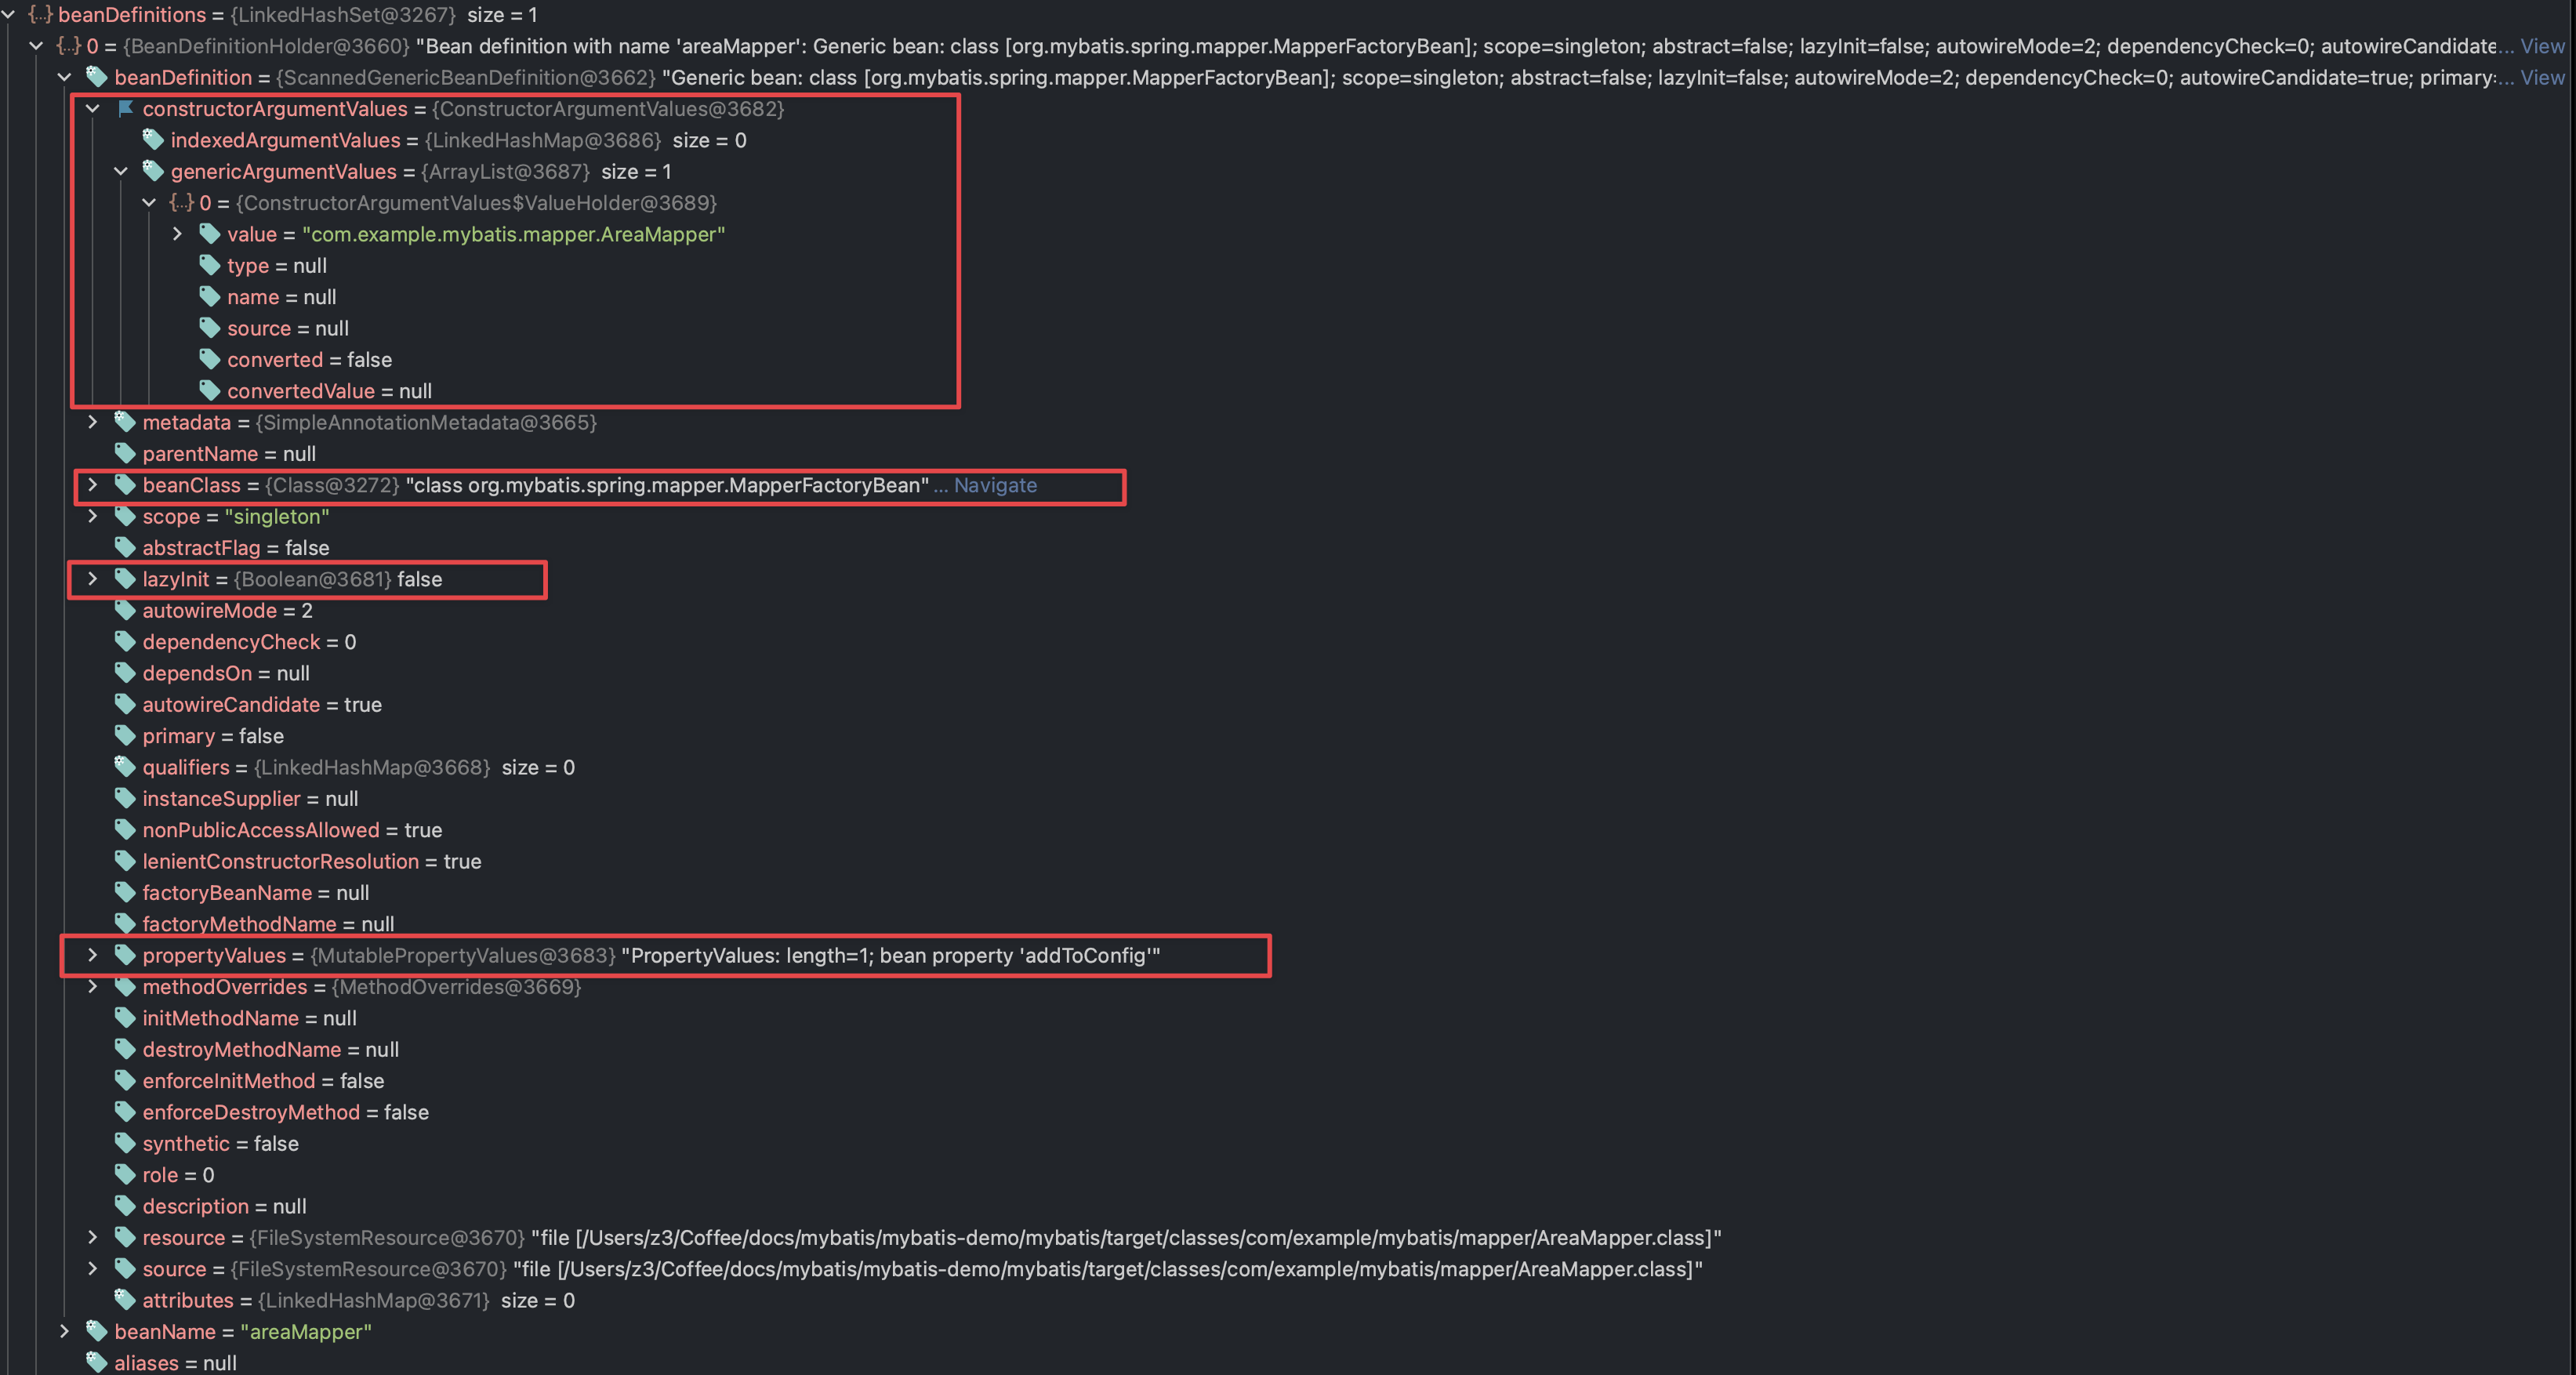 beanDefinitions = {LinkedHashSet@3267} size = 1
0 = {BeanDefinitionHolder@3660} "Bean definition with name 'areaMapper': Generic bean: class [org.mybatis.spring.mapper.MapperFactoryBean]; scope=singleton; abstract=false; lazyInit=false; autowireMode=2; dependencyCheck=0; autowireCandidate... View
beanDefinition = {ScannedGenericBeanDefinition@3662} "Generic bean: class [org.mybatis.spring.mapper.MapperFactoryBean]; scope=singleton; abstract=false; lazyInit=false; autowireMode=2; dependencyCheck=0; autowireCandidate=true; primary=... View
constructorArgumentValues = {ConstructorArgumentValues@3682}
indexedArgumentValues = {LinkedHashMap@3686} size = 0
genericArgumentValues = {ArrayList@3687} size = 1
{...} 0 = {ConstructorArgumentValues$ValueHolder@3689}
value = "com.example.mybatis.mapper.AreaMapper"
type = null
name = null
source = null
converted = false
convertedValue = null
metadata = {SimpleAnnotationMetadata@3665}
parentName = null
beanClass = {Class@3272} "class org.mybatis.spring.mapper.MapperFactoryBean" ... Navigate
scope = "singleton"
abstractFlag = false
lazyInit = {Boolean@3681} false
autowireMode = 2
dependencyCheck = 0
dependsOn = null
autowireCandidate = true
primary = false
qualifiers = {LinkedHashMap@3668} size = 0
instanceSupplier = null
nonPublicAccessAllowed = true
lenientConstructorResolution = true
factoryBeanName = null
factoryMethodName = null
propertyValues = {MutablePropertyValues@3683} "PropertyValues: length=1; bean property 'addToConfig'"
methodOverrides = {MethodOverrides@3669}
initMethodName = null
destroyMethodName = null
enforceInitMethod = false
enforceDestroyMethod = false
synthetic = false
role = 0
description = null
resource = {FileSystemResource@3670} "file [/Users/z3/Coffee/docs/mybatis/mybatis-demo/mybatis/target/classes/com/example/mybatis/mapper/AreaMapper.class]"
source = {FileSystemResource@3670} "file [/Users/z3/Coffee/docs/mybatis/mybatis-demo/mybatis/target/classes/com/example/mybatis/mapper/AreaMapper.class]"
attributes = {LinkedHashMap@3671} size = 0
beanName = "areaMapper"
aliases = null